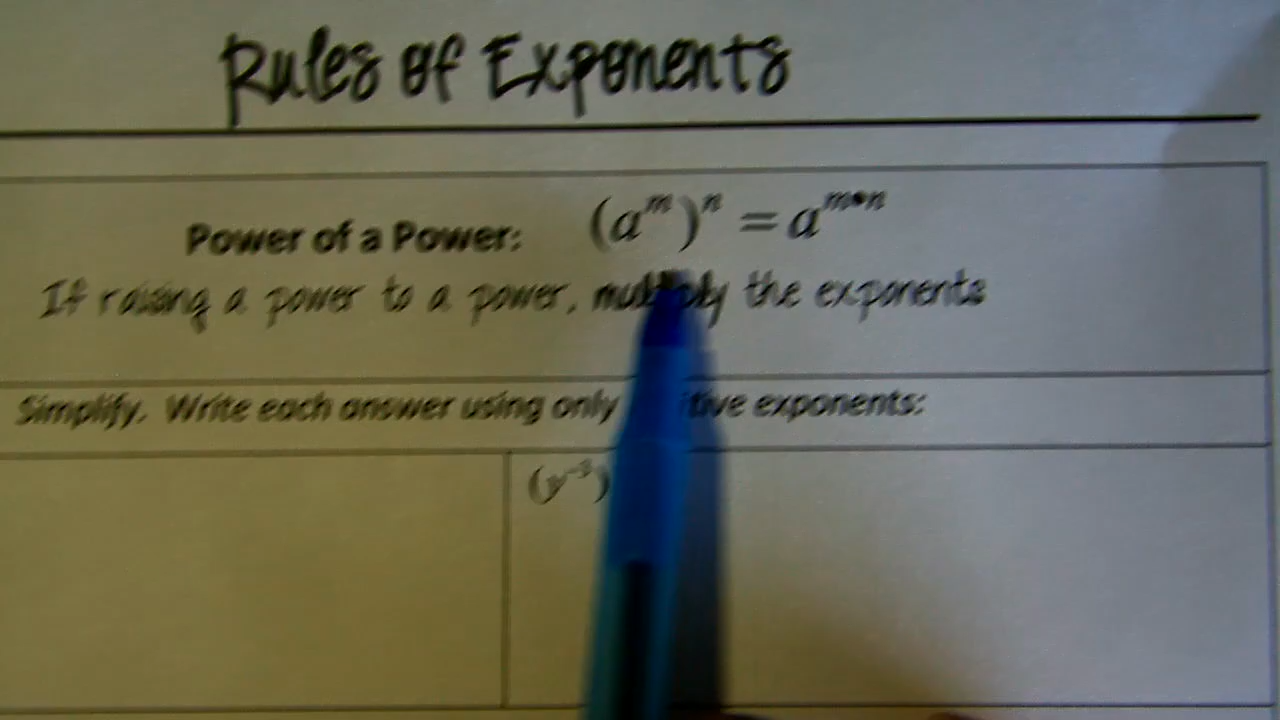 Rules of Exponents
Power of a Power: (a^m)^n = a^{m•n}
If raising a power to a power, multiply the exponents
Simplify. Write each answer using only exponents: